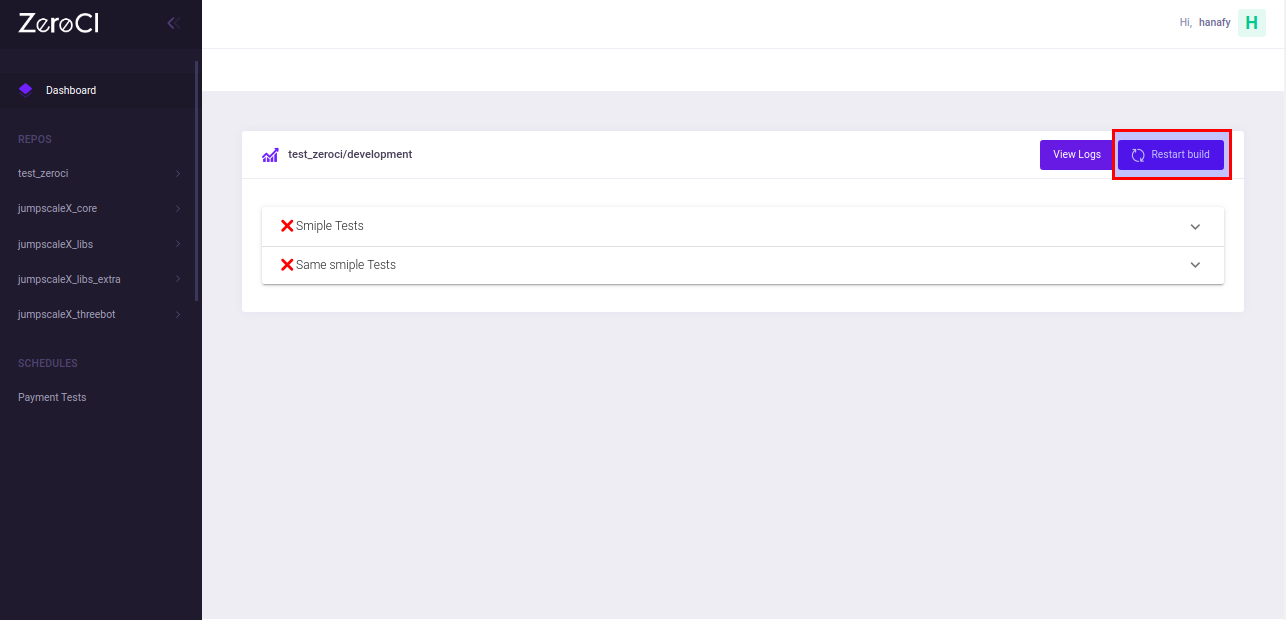 ZeroCI
Hi, hanafy H
Dashboard
REPOS
test_zeroci
jumpscaleX_core
jumpscaleX_libs
jumpscaleX_libs_extra
jumpscaleX_threebot
SCHEDULES
Payment Tests
test_zeroci/development
View Logs
Restart build
Smiple Tests
Same smiple Tests